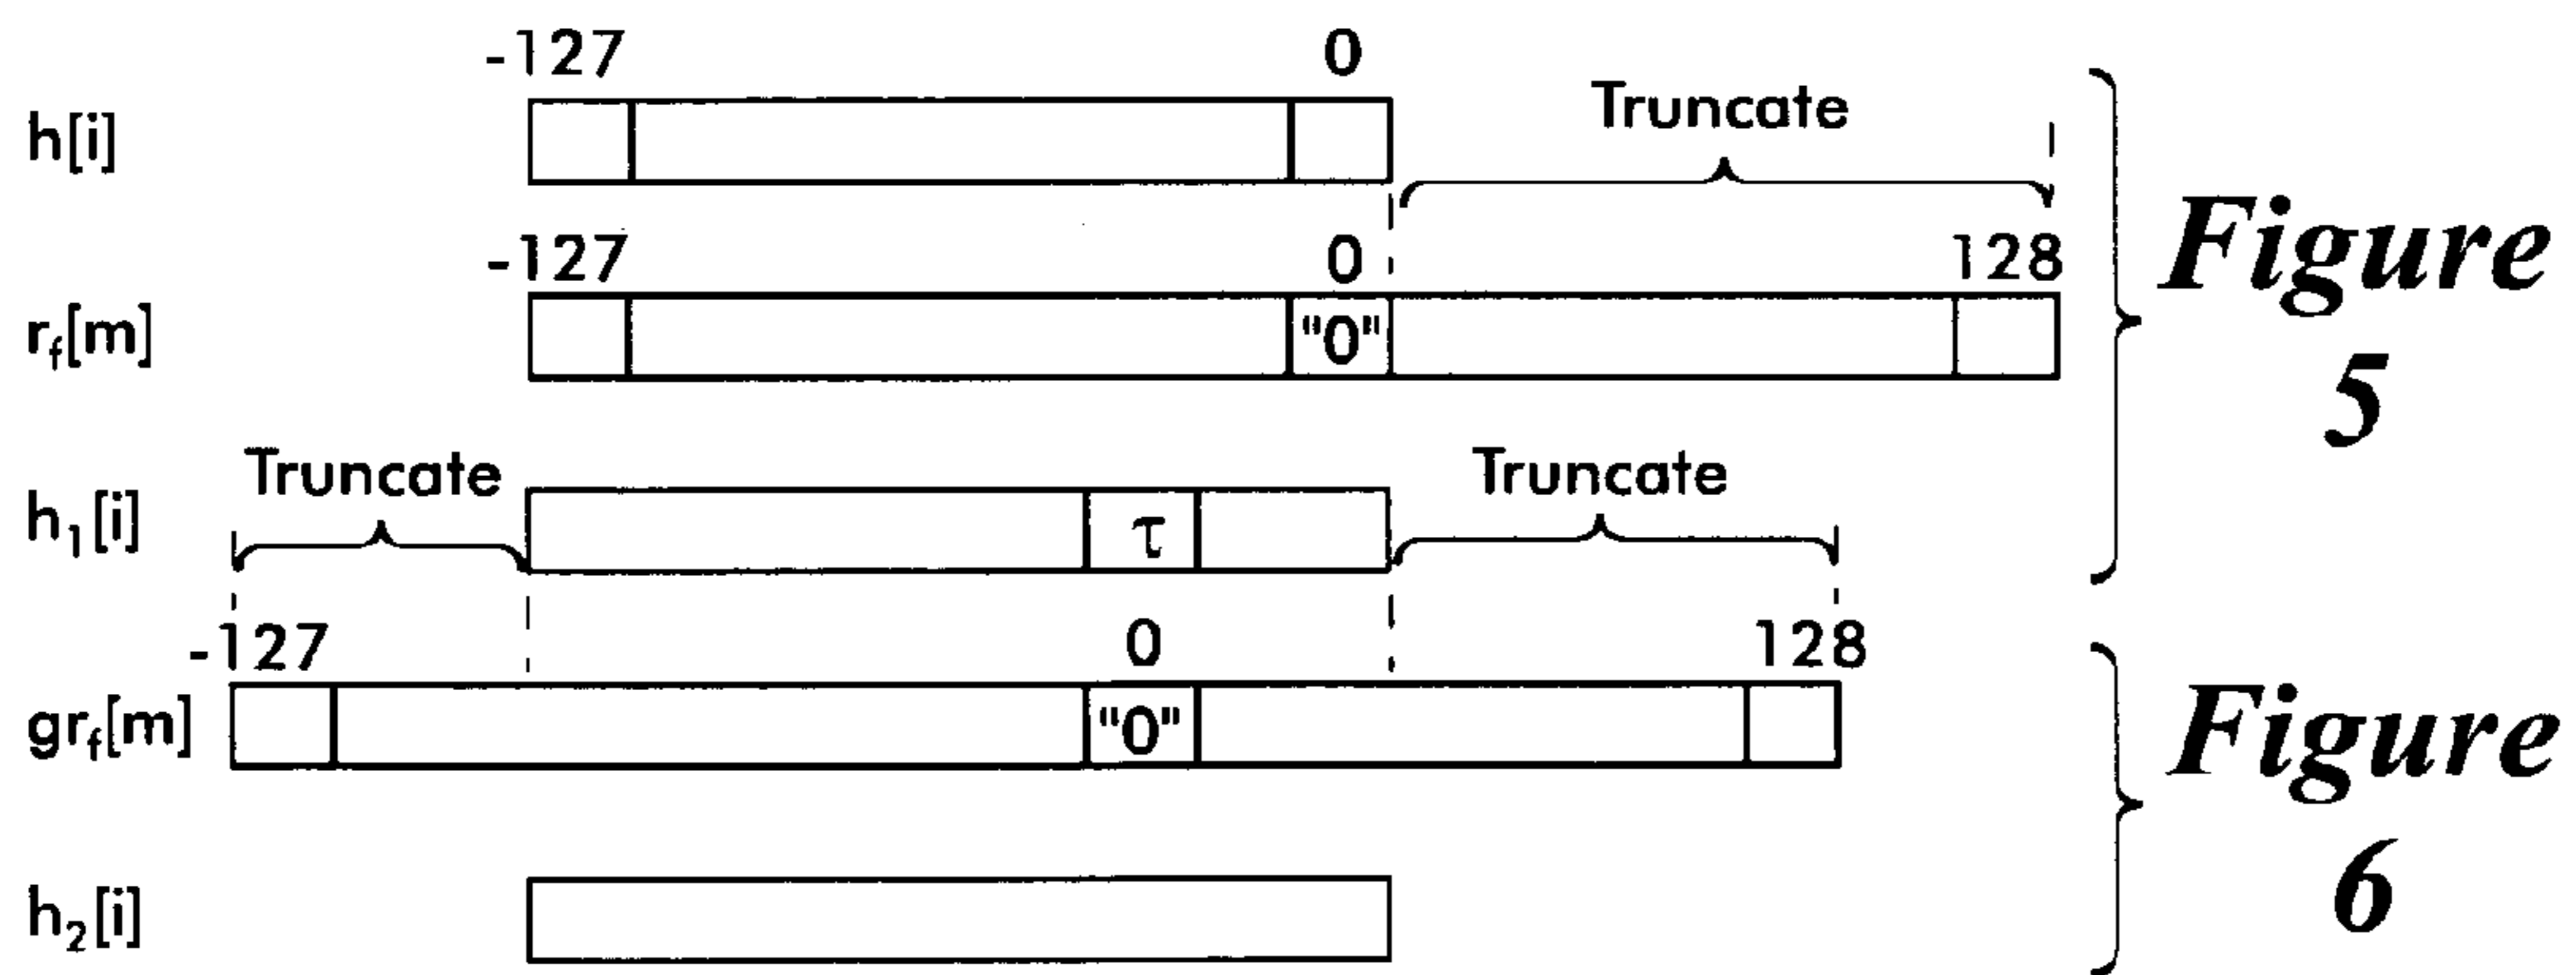 -127 0
h[i] Truncate
-127 0 128
r_f[m] "0"
Truncate Truncate
h_1[i] τ
-127 0 128
gr_f[m] "0"
h_2[i]
Figure
5
Figure
6